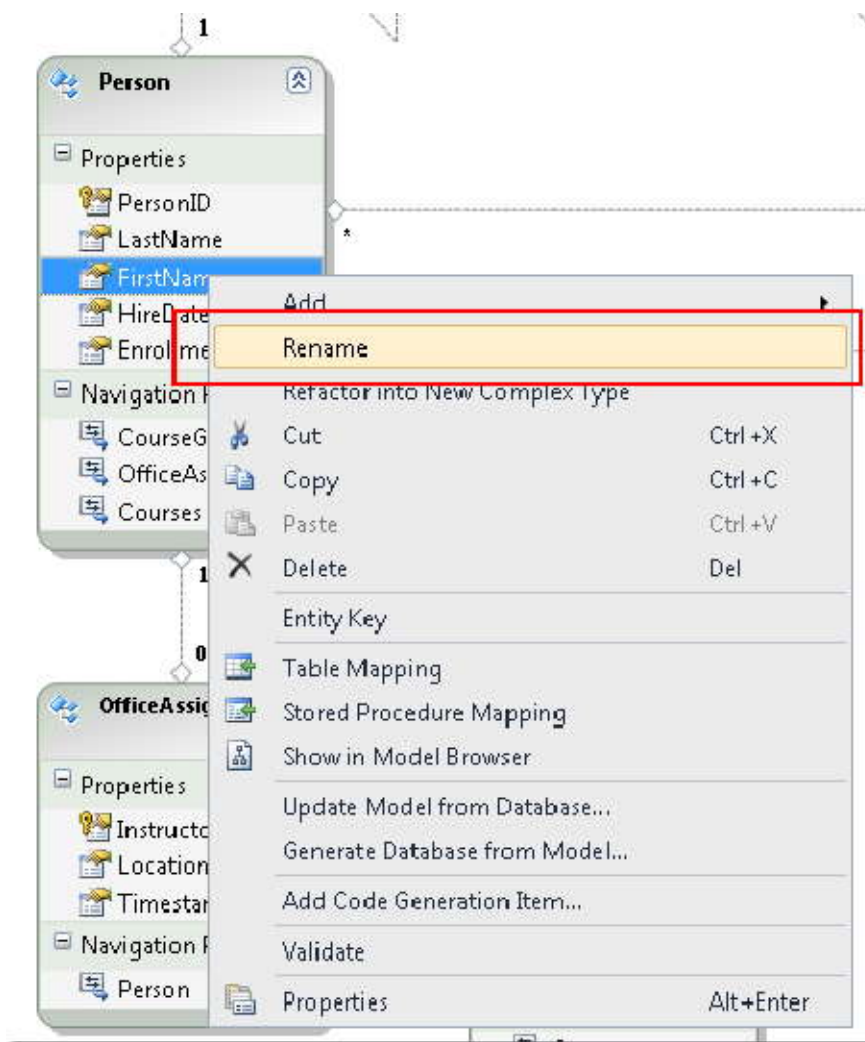 1
Person
Properties
PersonID
LastName
*
FirstNam
HireDate
Enrollme
Navigation
CourseG
OfficeAs
Courses
Add
Rename
Refactor into New Complex Type
Cut Ctrl+X
Copy Ctrl+C
Paste Ctrl+V
Delete Del
Entity Key
Table Mapping
Stored Procedure Mapping
Show in Model Browser
Update Model from Database...
Generate Database from Model...
Add Code Generation Item...
Validate
Properties Alt+Enter
1
0
OfficeAssig
Properties
Instructo
Location
Timestar
Navigation
Person